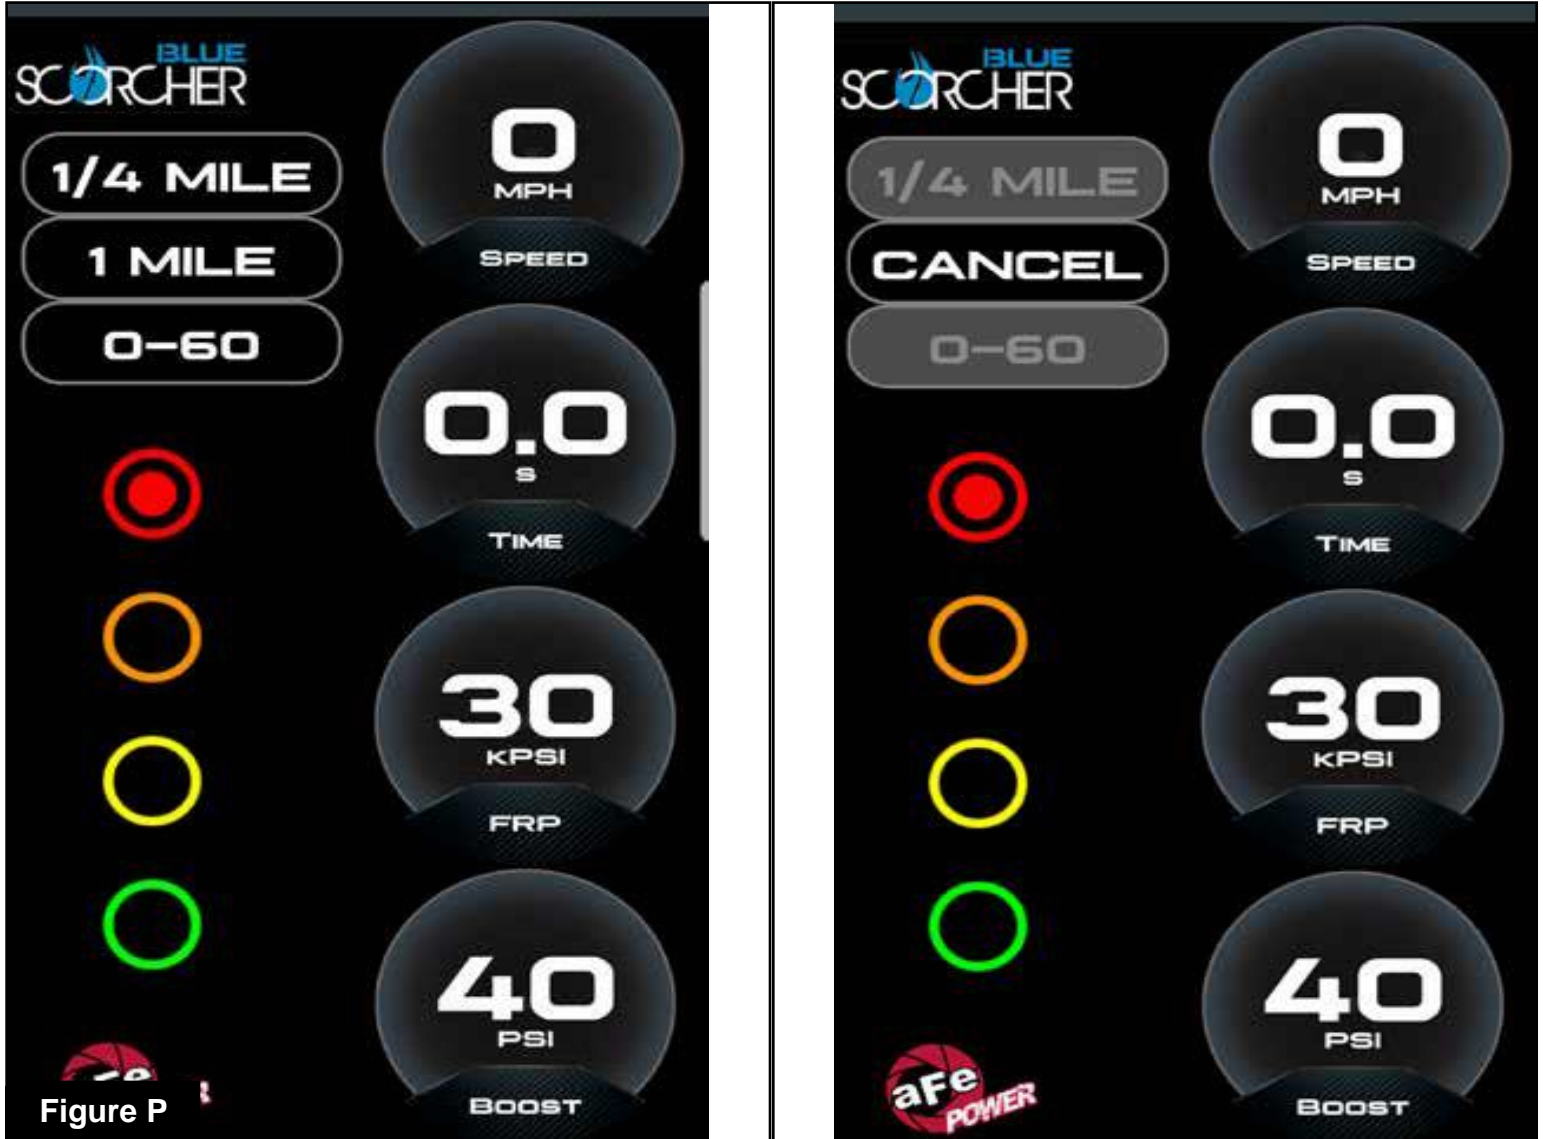 BLUE
SCORCHER
1/4 MILE
1 MILE
0-60
0
MPH
SPEED
0.0
S
TIME
30
KPSI
FRP
40
PSI
BOOST
Figure P
BLUE
SCORCHER
1/4 MILE
CANCEL
0-60
0
MPH
SPEED
0.0
S
TIME
30
KPSI
FRP
40
PSI
BOOST
aFe
POWER